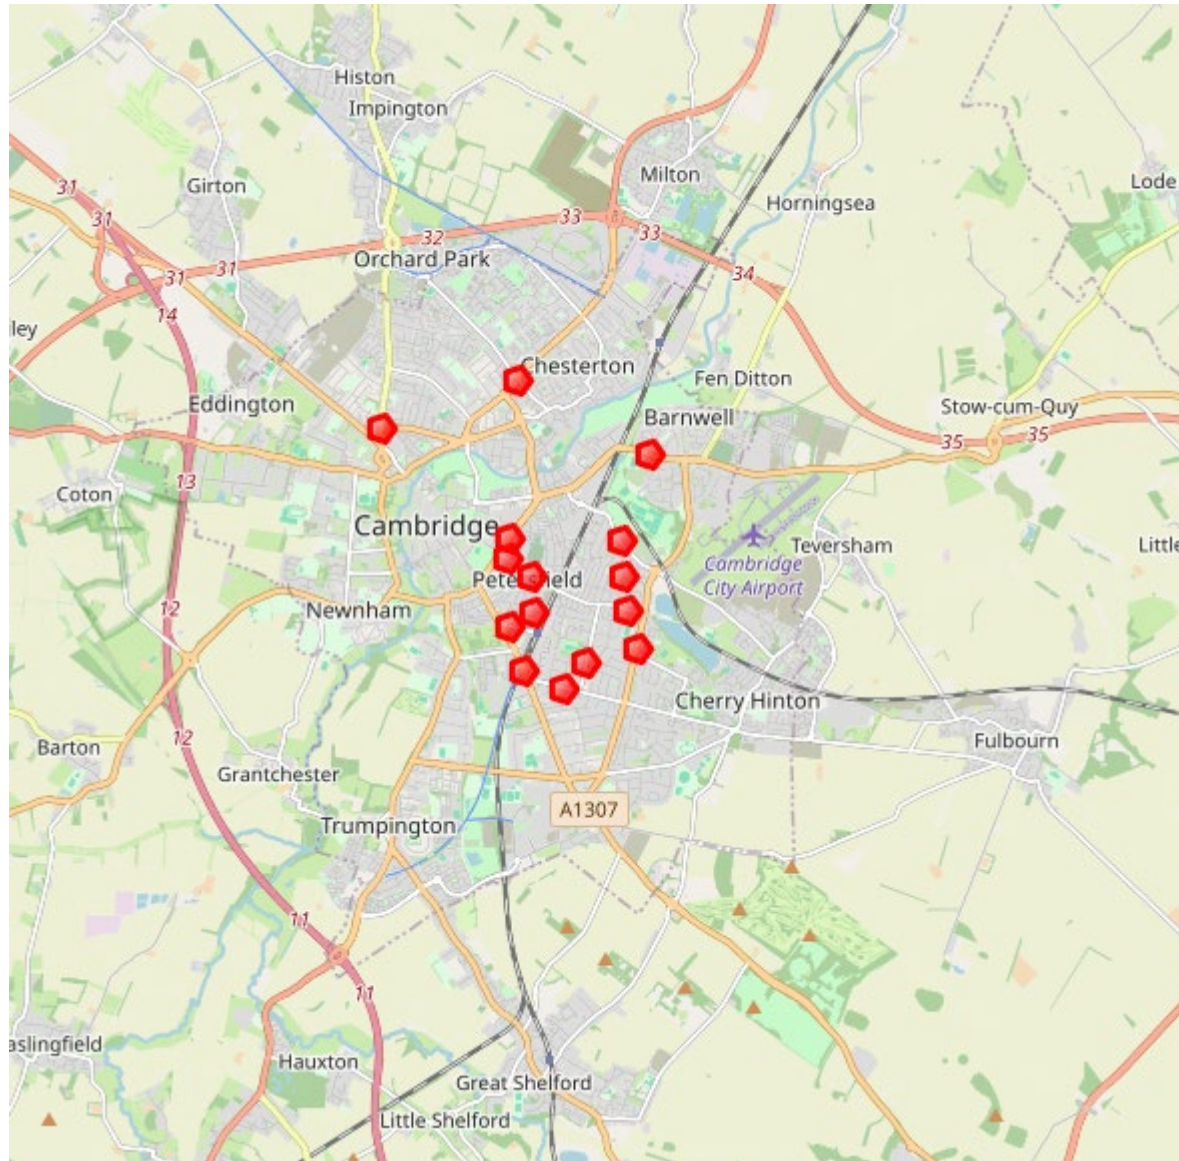 Histon
Impington
Milton
Girton
31
Lode
Horningsea
31
33
32
33
Orchard Park
31
31
34
14
ley
Chesterton
Fen Ditton
Eddington
Stow-cum-Quy
Barnwell
35
35
13
Coton
Cambridge
Teversham
Little
Cambridge
City Airport
Petersfield
12
Newnham
Cherry Hinton
12
Barton
Fulbourn
Grantchester
A1307
Trumpington
11
11
aslingfield
Hauxton
Great Shelford
Little Shelford